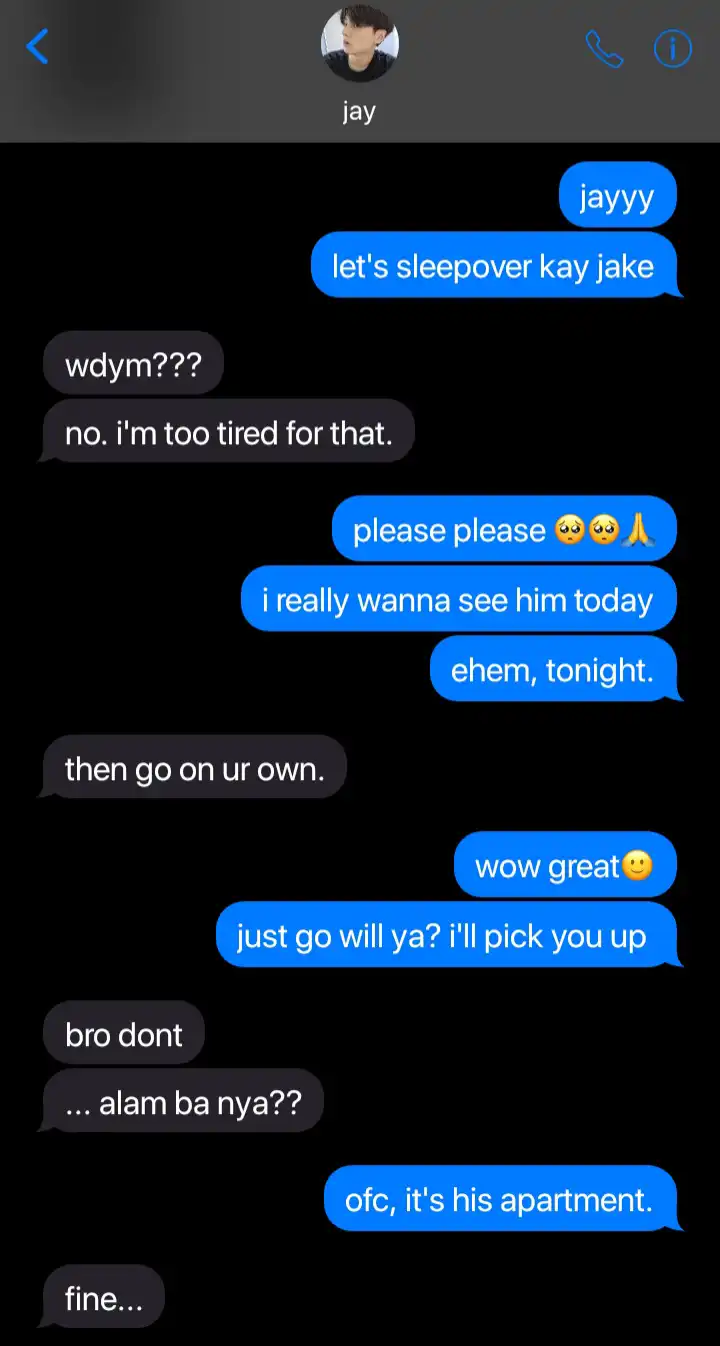 jay
jayyy
let's sleepover kay jake
wdym???
no. i'm too tired for that.
please please 🥺🥺🙏
i really wanna see him today
ehem, tonight.
then go on ur own.
wow great🙂
just go will ya? i'll pick you up
bro dont
... alam ba nya??
ofc, it's his apartment.
fine...